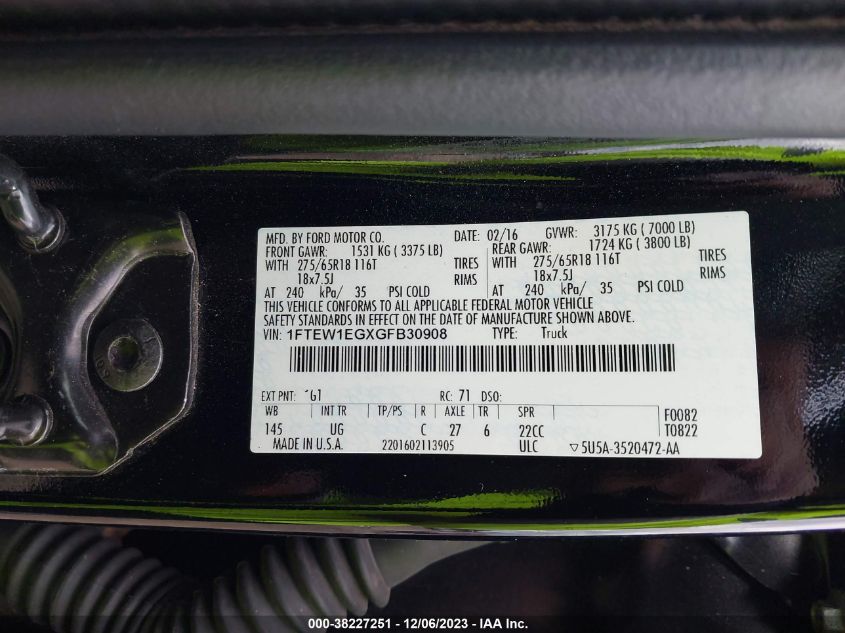 MFD. BY FORD MOTOR CO. DATE: 02/16 GVWR: 3175 KG ( 7000 LB)
FRONT GAWR: 1531 KG ( 3375 LB) REAR GAWR: 1724 KG ( 3800 LB)
WITH 275/65R18 116T TIRES WITH 275/65R18 116T TIRES
18x7.5J RIMS 18x7.5J RIMS
AT 240 kPa/ 35 PSI COLD AT 240 kPa/ 35 PSI COLD
THIS VEHICLE CONFORMS TO ALL APPLICABLE FEDERAL MOTOR VEHICLE
SAFETY STANDARDS IN EFFECT ON THE DATE OF MANUFACTURE SHOWN ABOVE.
VIN: 1FTEW1EGXGFB30908 TYPE: Truck
EXT PNT: RC: 71 DSO:
WB INT TR TP/PS R AXLE TR SPR F0082
145 UG C 27 6 22CC T0822
MADE IN U.S.A. 2201602113905 ULC ▽5U5A-3520472-AA
000-38227251 - 12/06/2023 - IAA Inc.